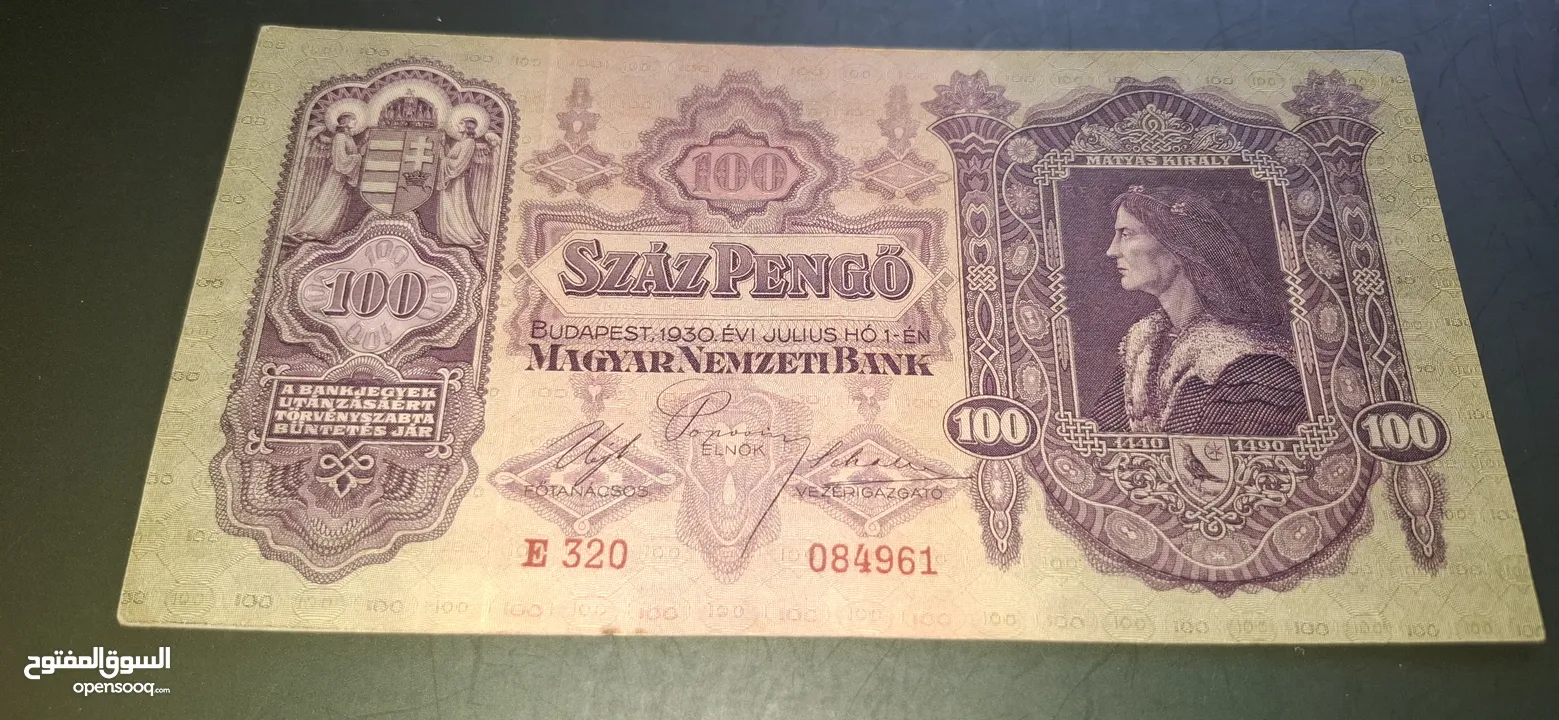 100
A BANKJEGYEK
UTÁNZÁSÁÉRT
TÖRVÉNYSZABTA
BÜNTETÉS JÁR
100
SZÁZ PENGŐ
BUDAPEST, 1930. ÉVI JULIUS HÓ 1-ÉN
MAGYAR NEMZETI BANK
ELNÖK
FŐTANÁCSOS
VEZÉRIGAZGATÓ
E 320
084961
MÁTYÁS KIRÁLY
100
100
1440 1490
السوق المفتوح
opensooq.com